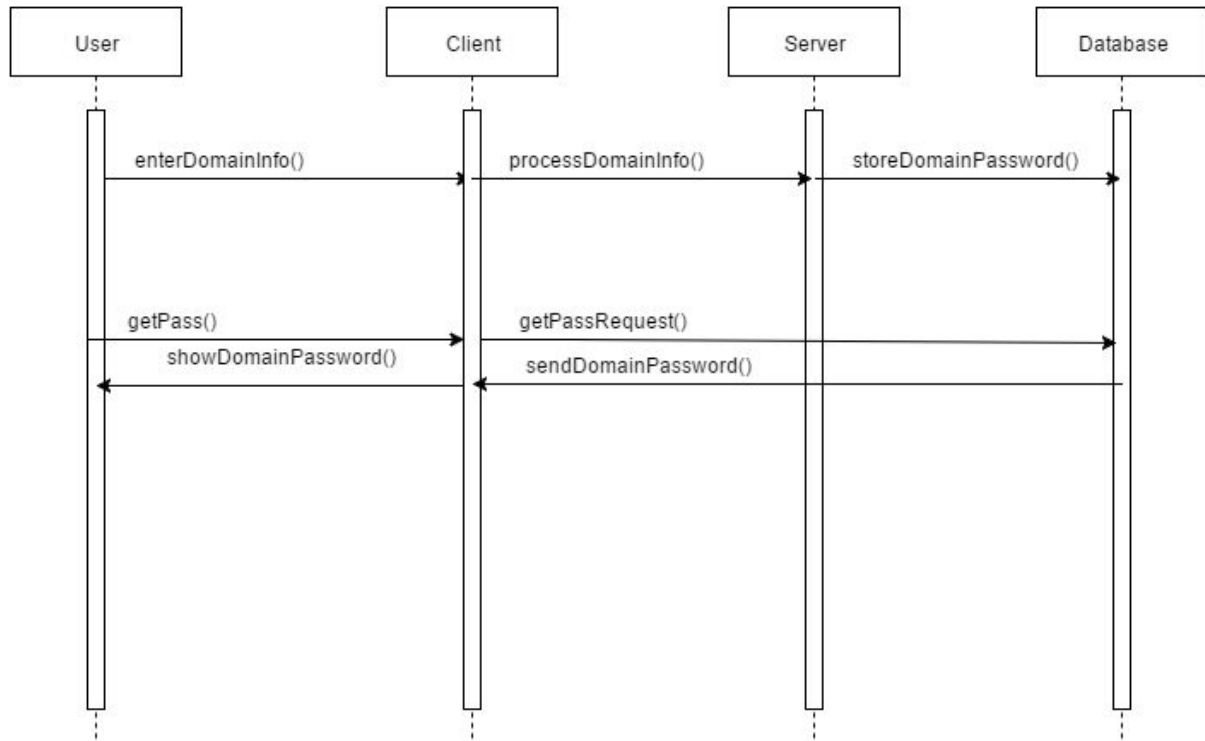 User
Client
Server
Database
enterDomainInfo()
processDomainInfo()
storeDomainPassword()
getPass()
getPassRequest()
showDomainPassword()
sendDomainPassword()